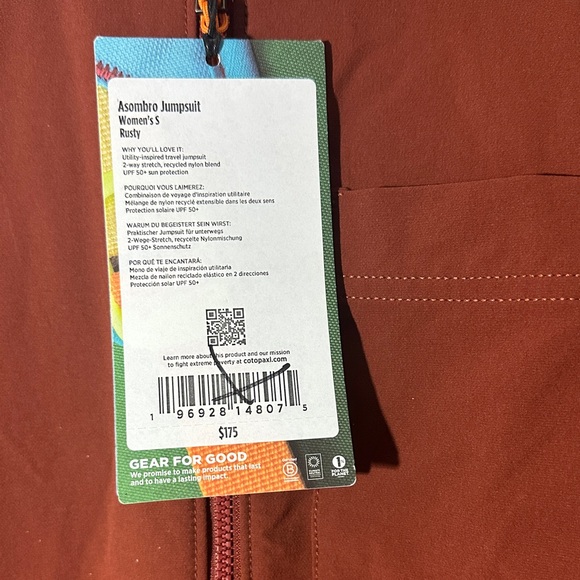 Asombro Jumpsuit
Women's S
Rusty
WHY YOU'LL LOVE IT:
Utility-inspired travel jumpsuit
2-way stretch, recycled nylon blend
UPF 50+ sun protection
POURQUOI VOUS L'AIMEREZ:
Combinaison de voyage d'inspiration utilitaire
Mélange de nylon recyclé extensible dans les deux sens
Protection solaire UPF 50+
WARUM DU BEGEISTERT SEIN WIRST:
Praktischer Jumpsuit für unterwegs
2-Wege-Stretch, recycelte Nylonmischung
UPF 50+ Sonnenschutz
POR QUÉ TE ENCANTARÁ:
Mono de viaje de inspiración utilitaria
Mezcla de nailon reciclado elástico en 2 direcciones
Protección solar UPF 50+
Learn more about this product and our mission
to fight extreme poverty at cotopaxi.com
1 96928 14807 5
$175
GEAR FOR GOOD
We promise to make products that last
and to have a lasting impact.
B